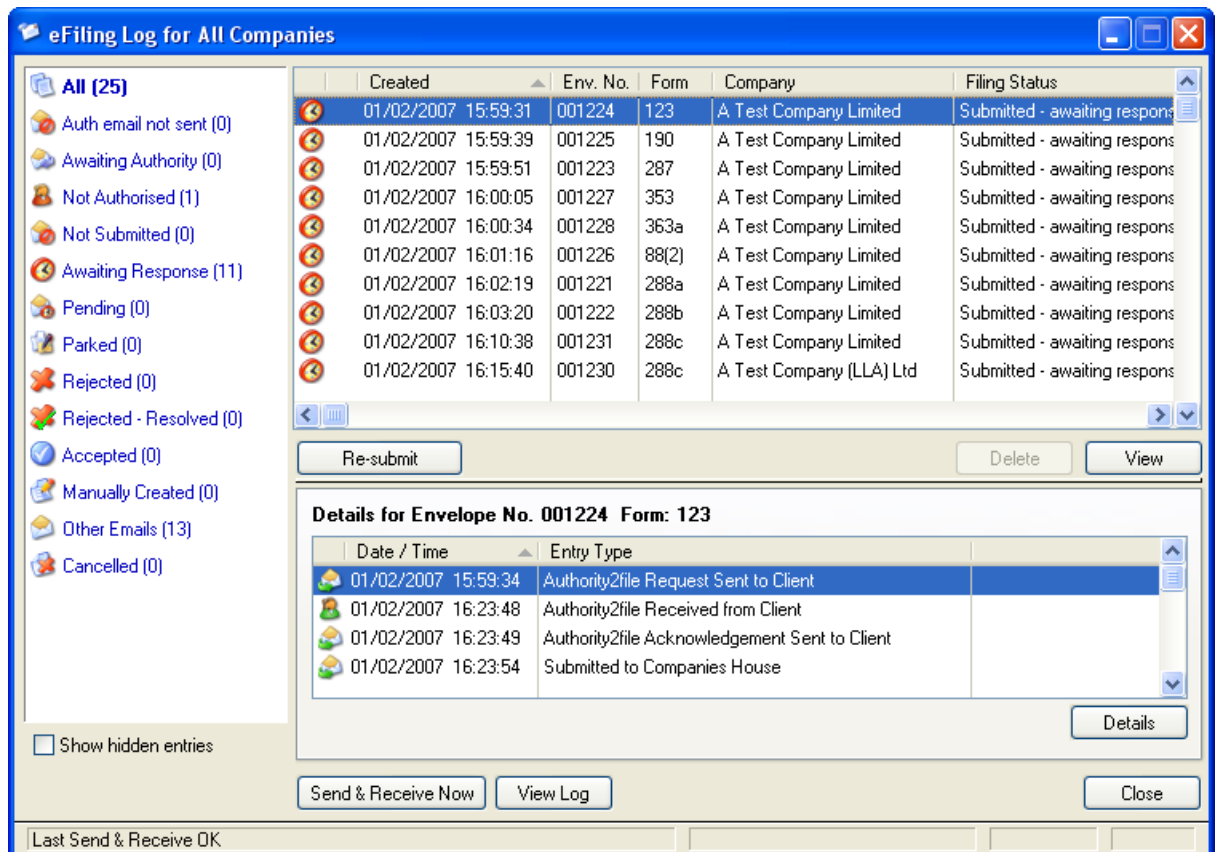 eFiling Log for All Companies
All (25)
Auth email not sent (0)
Awaiting Authority (0)
Not Authorised (1)
Not Submitted (0)
Awaiting Response (11)
Pending (0)
Parked (0)
Rejected (0)
Rejected - Resolved (0)
Accepted (0)
Manually Created (0)
Other Emails (13)
Cancelled (0)
Show hidden entries
Created Env. No. Form Company Filing Status
01/02/2007 15:59:31 001224 123 A Test Company Limited Submitted - awaiting respons
01/02/2007 15:59:39 001225 190 A Test Company Limited Submitted - awaiting respons
01/02/2007 15:59:51 001223 287 A Test Company Limited Submitted - awaiting respons
01/02/2007 16:00:05 001227 353 A Test Company Limited Submitted - awaiting respons
01/02/2007 16:00:34 001228 363a A Test Company Limited Submitted - awaiting respons
01/02/2007 16:01:16 001226 88(2) A Test Company Limited Submitted - awaiting respons
01/02/2007 16:02:19 001221 288a A Test Company Limited Submitted - awaiting respons
01/02/2007 16:03:20 001222 288b A Test Company Limited Submitted - awaiting respons
01/02/2007 16:10:38 001231 288c A Test Company Limited Submitted - awaiting respons
01/02/2007 16:15:40 001230 288c A Test Company (LLA) Ltd Submitted - awaiting respons
Re-submit Delete View
Details for Envelope No. 001224 Form: 123
Date / Time Entry Type
01/02/2007 15:59:34 Authority2file Request Sent to Client
01/02/2007 16:23:48 Authority2file Received from Client
01/02/2007 16:23:49 Authority2file Acknowledgement Sent to Client
01/02/2007 16:23:54 Submitted to Companies House
Details
Send & Receive Now View Log Close
Last Send & Receive OK